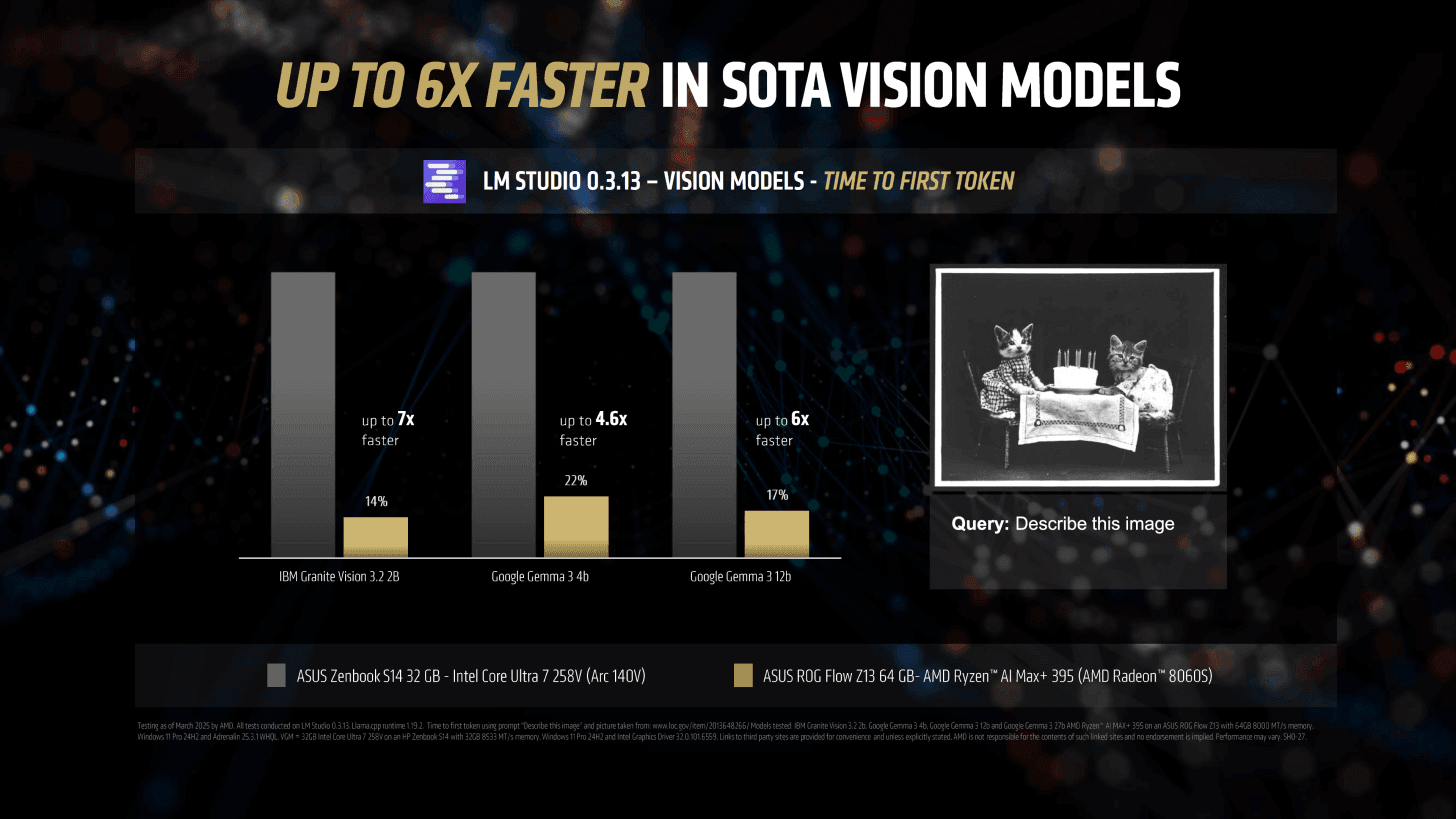 UP TO 6X FASTER IN SOTA VISION MODELS
LM STUDIO 0.3.13 – VISION MODELS - TIME TO FIRST TOKEN
up to 7x
faster
14%
up to 4.6x
faster
22%
up to 6x
faster
17%
IBM Granite Vision 3.2 2B
Google Gemma 3 4b
Google Gemma 3 12b
Query: Describe this image
ASUS Zenbook S14 32 GB - Intel Core Ultra 7 258V (Arc 140V)
ASUS ROG Flow Z13 64 GB- AMD Ryzen™ AI Max+ 395 (AMD Radeon™ 8060S)
Testing as of March 2025 by AMD. All tests conducted on LM Studio 0.3.13. Llama.cpp runtime 1.19.2. Time to first token using prompt "Describe this image" and picture taken from: www.loc.gov/item/2013648266/ Models tested: IBM Granite Vision 3.2 2b, Google Gemma 3 4b, Google Gemma 3 12b and Google Gemma 3 27b AMD Ryzen™ AI MAX+ 395 on an ASUS ROG Flow Z13 with 64GB 8000 MT/s memory,
Windows 11 Pro 24H2 and Adrenalin 25.3.1 WHQL. VGM = 32GB Intel Core Ultra 7 258V on an HP Zenbook S14 with 32GB 8533 MT/s memory, Windows 11 Pro 24H2 and Intel Graphics Driver 32.0.101.6559. Links to third party sites are provided for convenience and unless explicitly stated, AMD is not responsible for the contents of such linked sites and no endorsement is implied. Performance may vary. SHO-27.